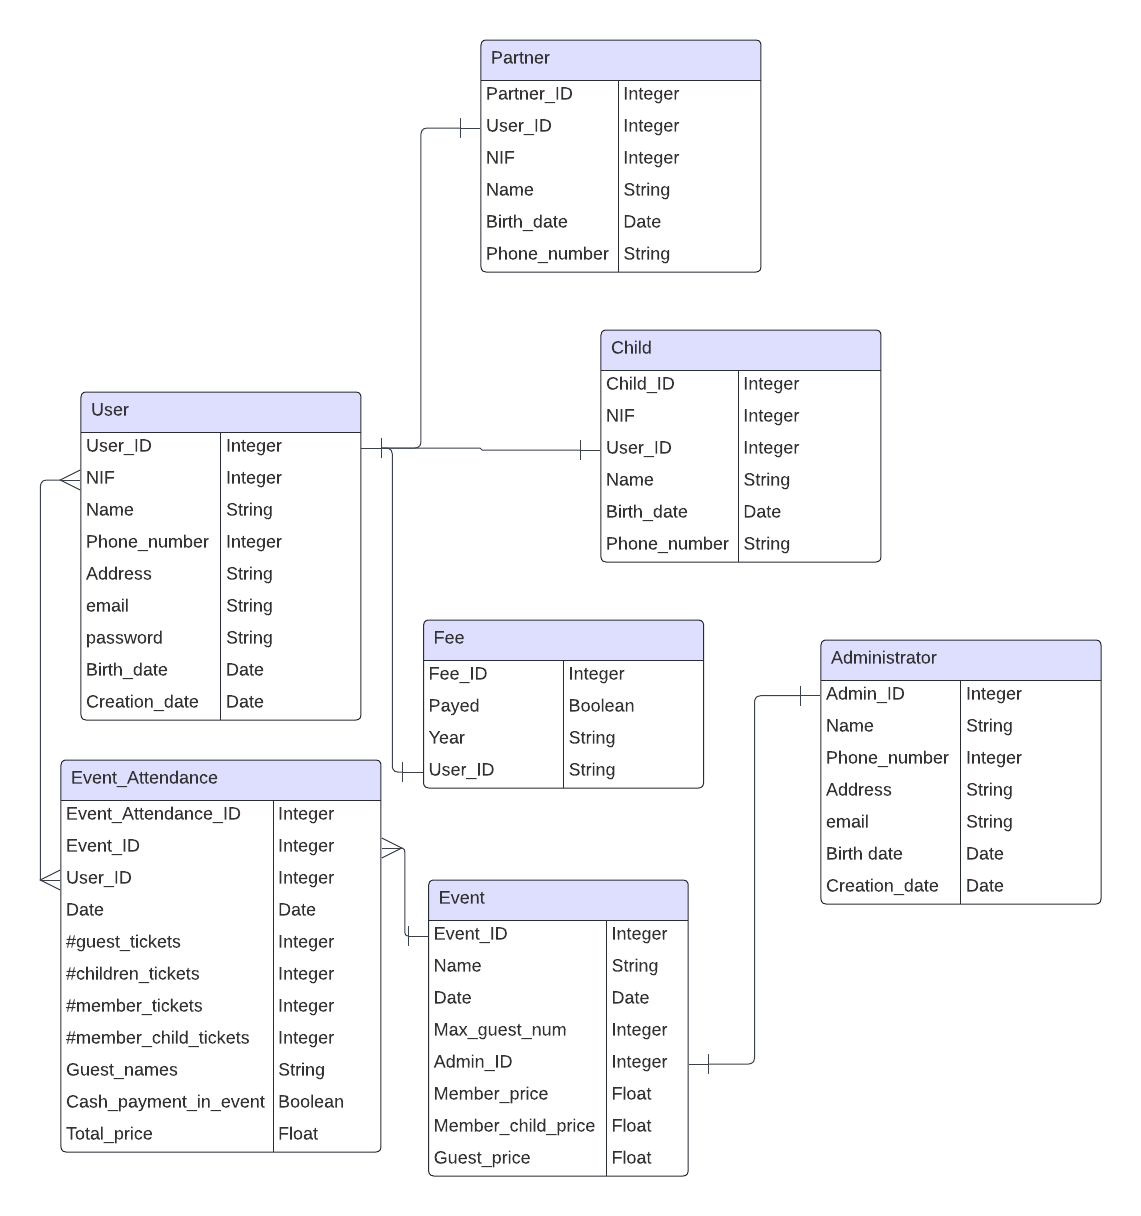 Partner
Partner_ID Integer
User_ID Integer
NIF Integer
Name String
Birth_date Date
Phone_number String
Child
Child_ID Integer
NIF Integer
User_ID Integer
Name String
Birth_date Date
Phone_number String
User
User_ID Integer
NIF Integer
Name String
Phone_number Integer
Address String
email String
password String
Birth_date Date
Creation_date Date
Fee
Fee_ID Integer
Payed Boolean
Year String
User_ID String
Administrator
Admin_ID Integer
Name String
Phone_number Integer
Address String
email String
Birth date Date
Creation_date Date
Event_Attendance
Event_Attendance_ID Integer
Event_ID Integer
User_ID Integer
Date Date
#guest_tickets Integer
#children_tickets Integer
#member_tickets Integer
#member_child_tickets Integer
Guest_names String
Cash_payment_in_event Boolean
Total_price Float
Event
Event_ID Integer
Name String
Date Date
Max_guest_num Integer
Admin_ID Integer
Member_price Float
Member_child_price Float
Guest_price Float